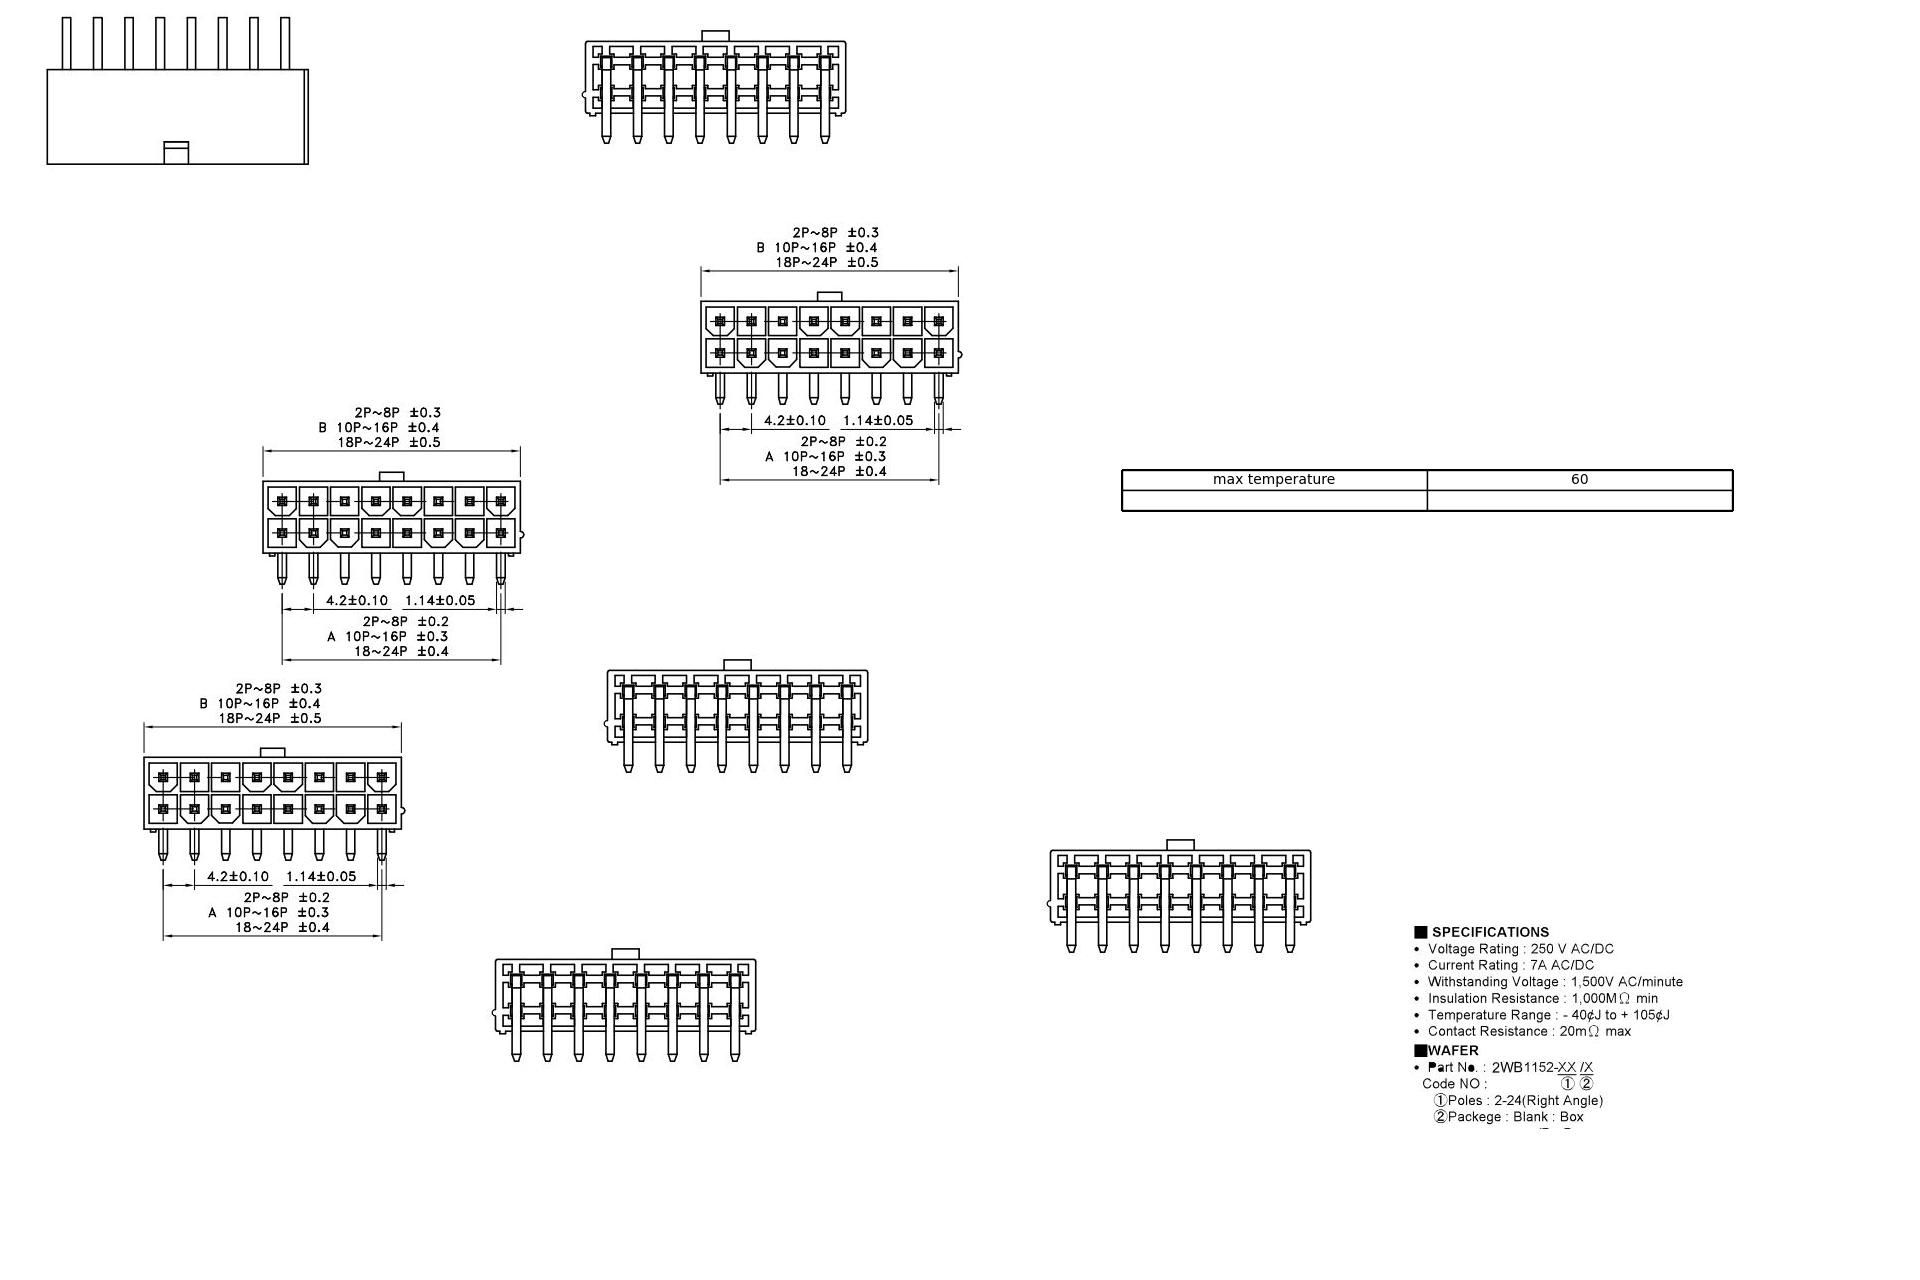 2P~8P ±0.3
B 10P~16P ±0.4
18P~24P ±0.5
4.2±0.10 1.14±0.05
2P~8P ±0.2
A 10P~16P ±0.3
18~24P ±0.4
2P~8P ±0.3
B 10P~16P ±0.4
18P~24P ±0.5
4.2±0.10 1.14±0.05
2P~8P ±0.2
A 10P~16P ±0.3
18~24P ±0.4
max temperature 60
2P~8P ±0.3
B 10P~16P ±0.4
18P~24P ±0.5
4.2±0.10 1.14±0.05
2P~8P ±0.2
A 10P~16P ±0.3
18~24P ±0.4
■ SPECIFICATIONS
• Voltage Rating : 250 V AC/DC
• Current Rating : 7A AC/DC
• Withstanding Voltage : 1,500V AC/minute
• Insulation Resistance : 1,000MΩ min
• Temperature Range : - 40¢J to + 105¢J
• Contact Resistance : 20mΩ max
■WAFER
• Part No. : 2WB1152-XX /X
Code NO : ① ②
①Poles : 2-24(Right Angle)
②Packege : Blank : Box